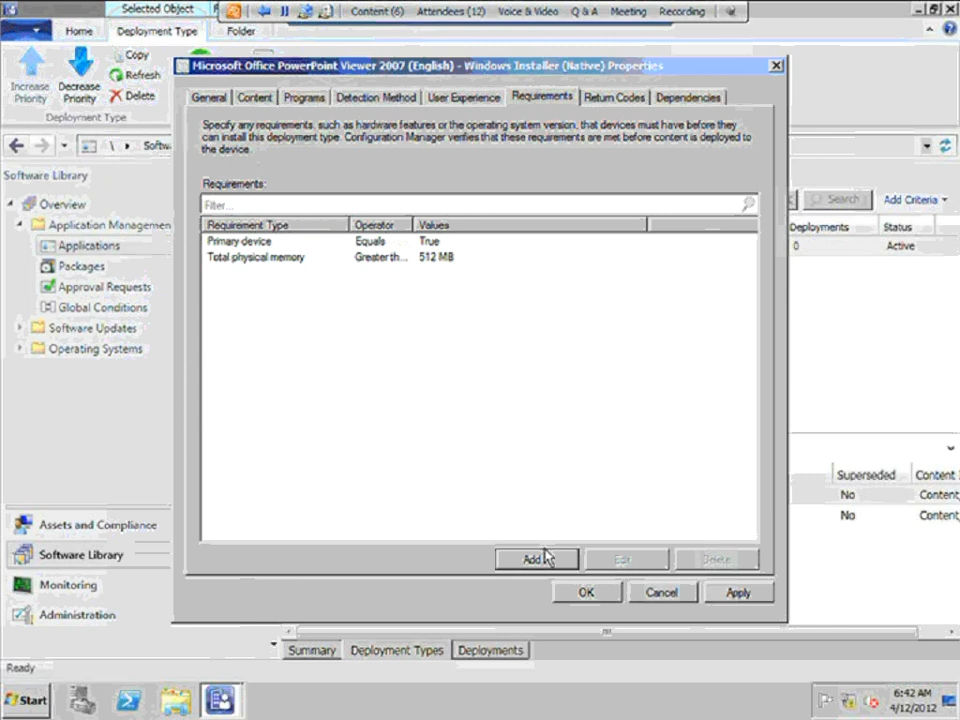 Selected Object
Content (6) Attendees (12) Voice & Video Q & A Meeting Recording
Home Deployment Type Folder
Increase Priority
Decrease Priority
Copy
Refresh
Delete
Deployment Type
Microsoft Office PowerPoint Viewer 2007 (English) - Windows Installer (Native) Properties
General Content Programs Detection Method User Experience Requirements Return Codes Dependencies
Specify any requirements, such as hardware features or the operating system version, that devices must have before they
can install this deployment type. Configuration Manager verifies that these requirements are met before content is deployed to
the device.
Requirements:
Filter...
Requirement Type Operator Values
Primary device Equals True
Total physical memory Greater th... 512 MB
Add
Edit
Delete
OK Cancel Apply
\ Softw
Software Library
Overview
Application Managemen
Applications
Packages
Approval Requests
Global Conditions
Software Updates
Operating Systems
Search Add Criteria
Deployments Status
0 Active
Superseded Content
No Content
No Content
Assets and Compliance
Software Library
Monitoring
Administration
Summary Deployment Types Deployments
Ready
Start
6:42 AM
4/12/2012